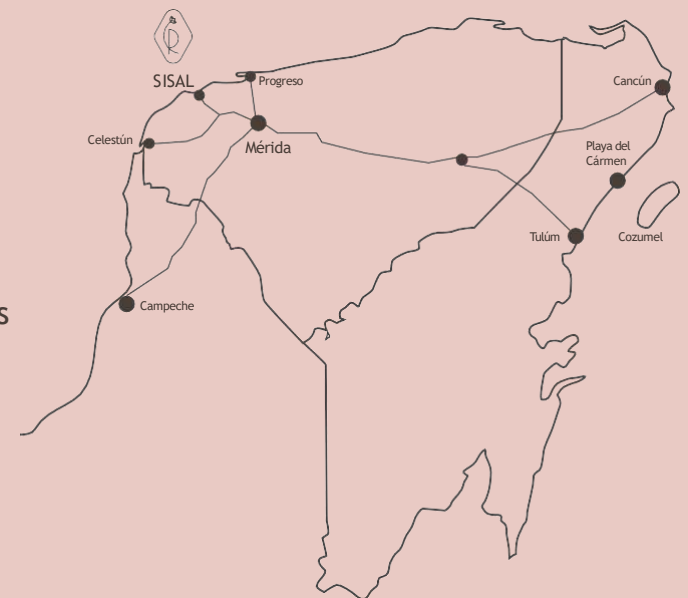 SISAL
Progreso
Cancún
Celestún
Mérida
Playa del
Cármen
Tulúm
Cozumel
Campeche
S